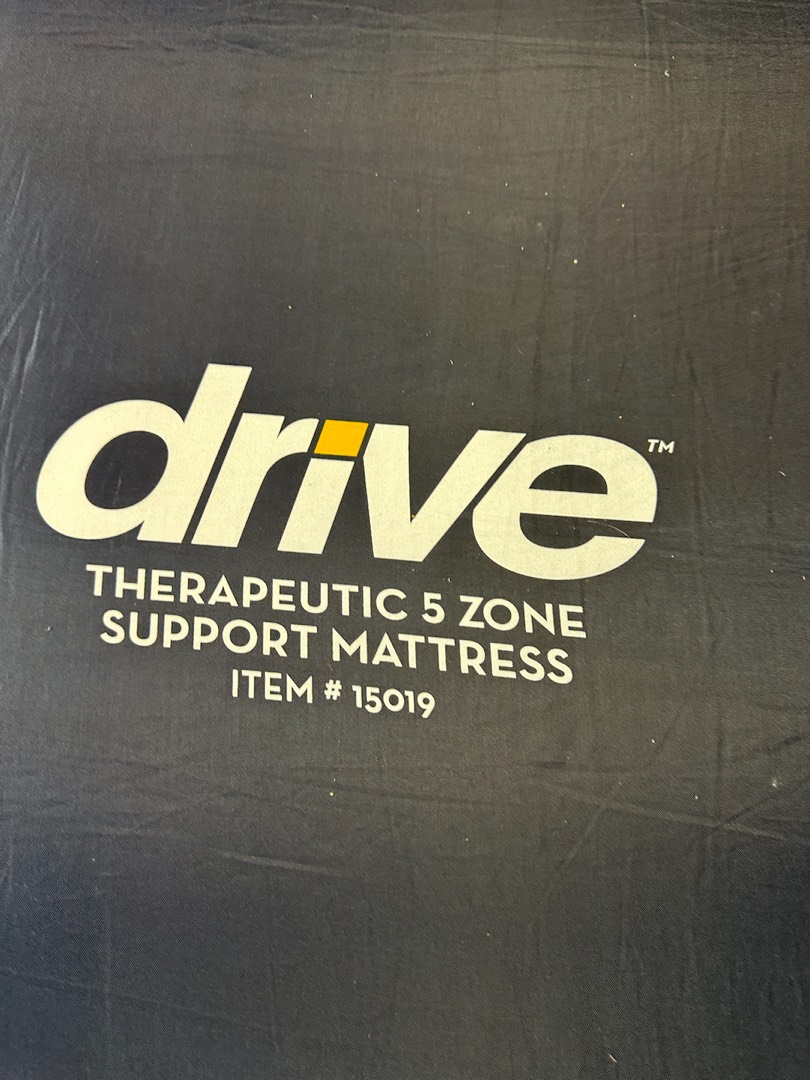 drive™
THERAPEUTIC 5 ZONE
SUPPORT MATTRESS
ITEM # 15019